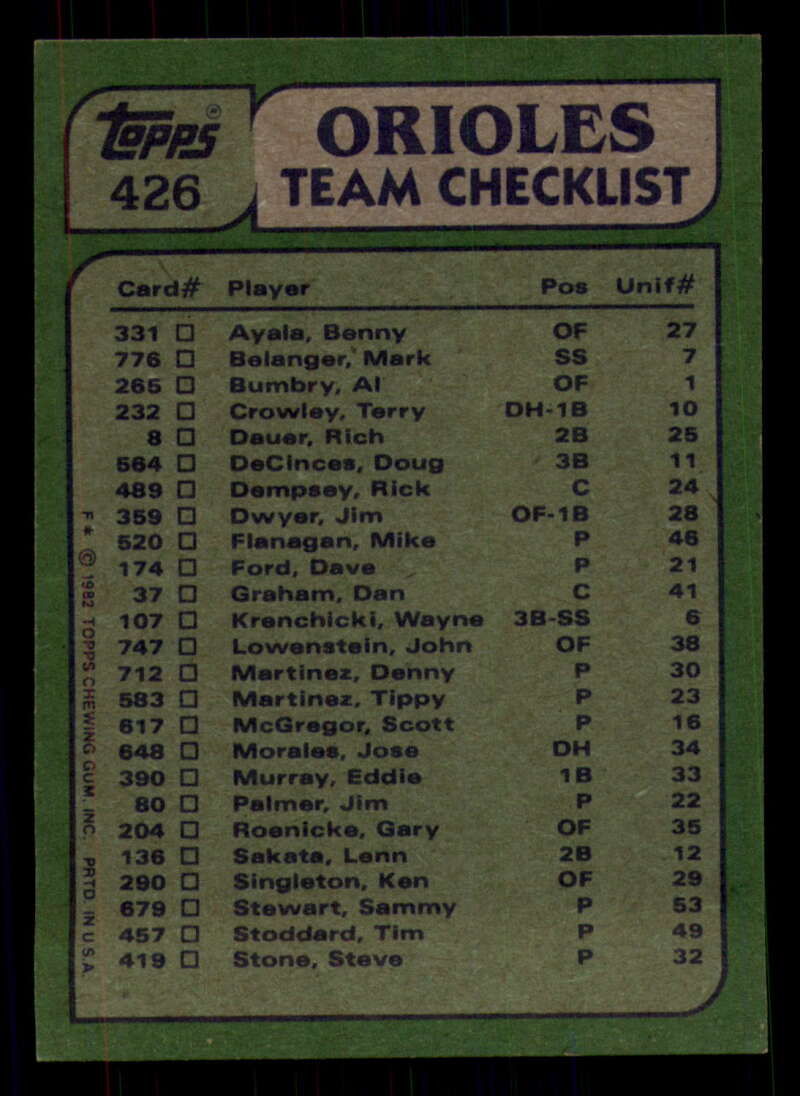 Topps®
426
ORIOLES
TEAM CHECKLIST
Card# Player Pos Unif#
331 Ayala, Benny OF 27
776 Belanger, Mark SS 7
265 Bumbry, Al OF 1
232 Crowley, Terry DH-1B 10
8 Dauer, Rich 2B 25
564 DeCinces, Doug 3B 11
489 Dempsey, Rick C 24
359 Dwyer, Jim OF-1B 28
520 Flanagan, Mike P 46
174 Ford, Dave P 21
37 Graham, Dan C 41
107 Krenchicki, Wayne 3B-SS 6
747 Lowenstein, John OF 38
712 Martinez, Denny P 30
583 Martinez, Tippy P 23
617 McGregor, Scott P 16
648 Morales, Jose DH 34
390 Murray, Eddie 1B 33
80 Palmer, Jim P 22
204 Roenicke, Gary OF 35
136 Sakata, Lenn 2B 12
290 Singleton, Ken OF 29
679 Stewart, Sammy P 53
457 Stoddard, Tim P 49
419 Stone, Steve P 32
F* © 1982 TOPPS CHEWING GUM, INC. PRTD. IN U.S.A.